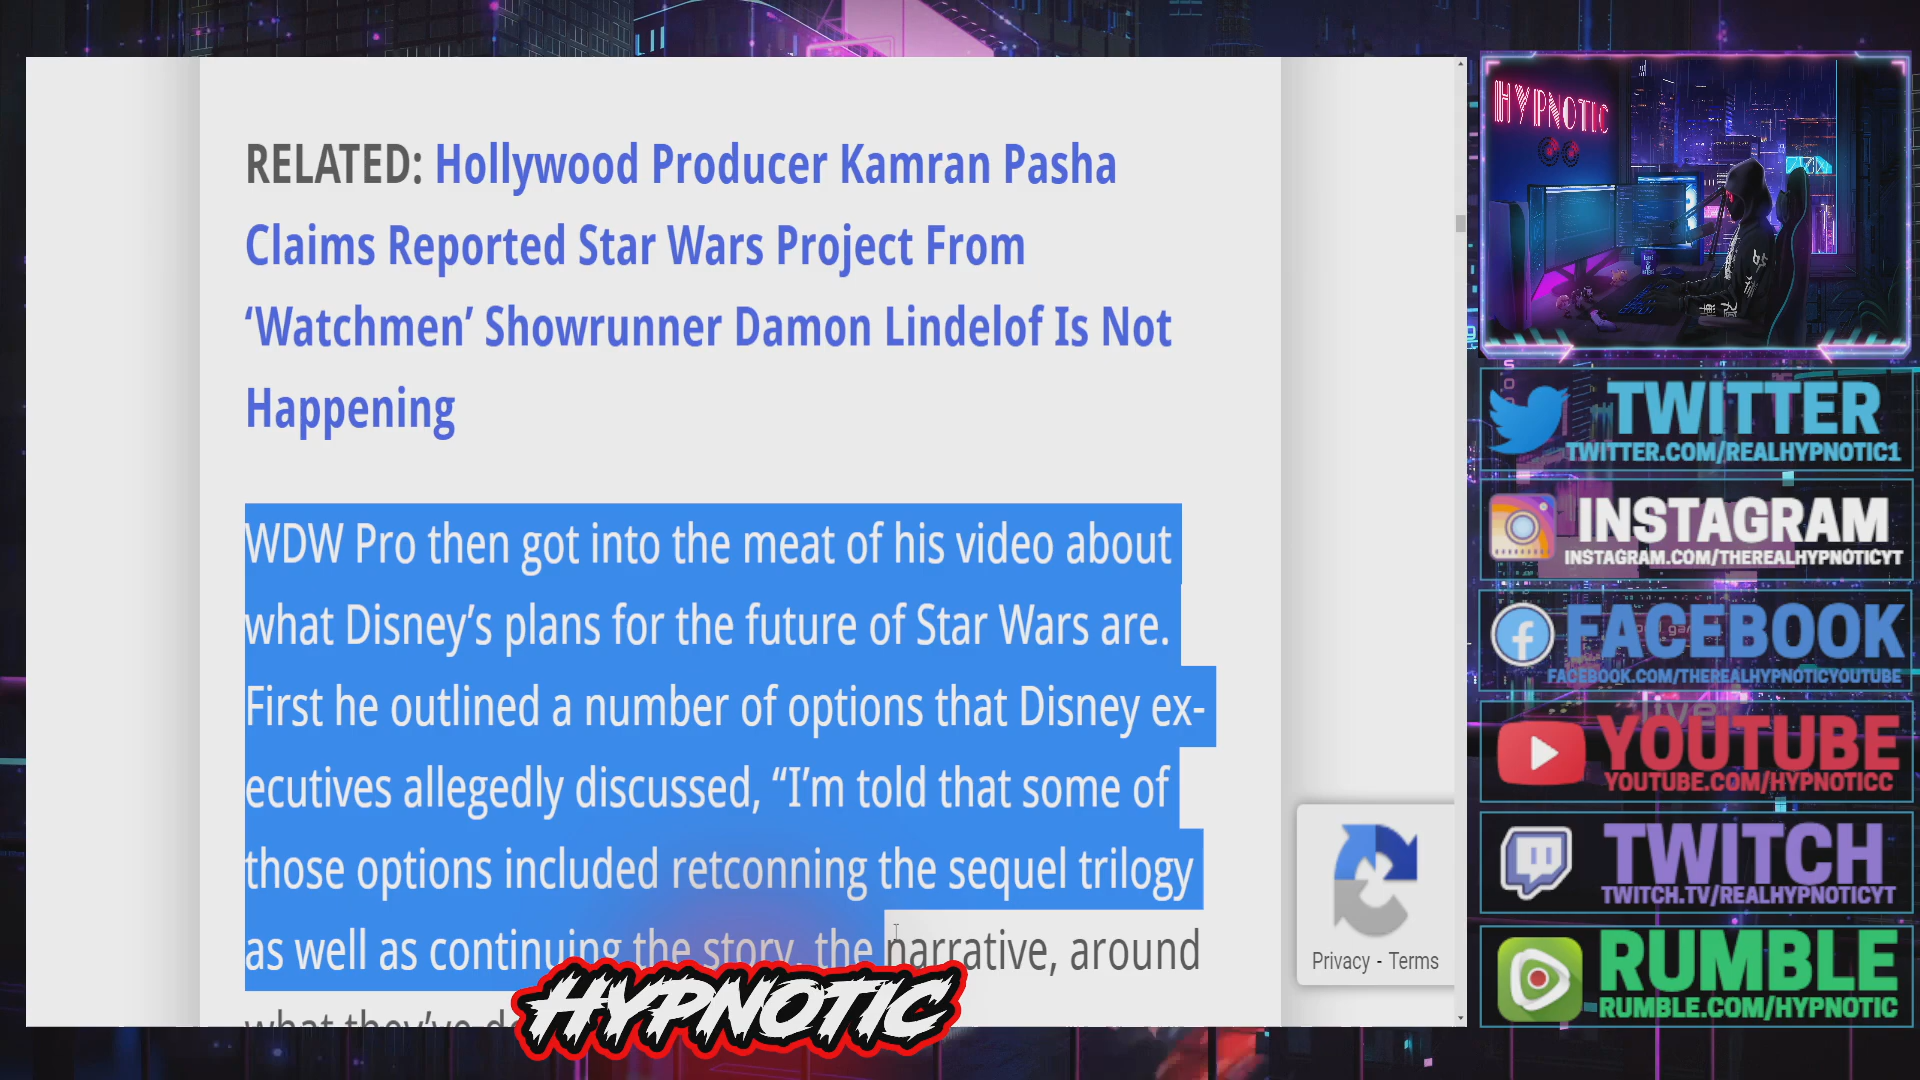 RELATED: Hollywood Producer Kamran Pasha
Claims Reported Star Wars Project From
‘Watchmen’ Showrunner Damon Lindelof Is Not
Happening
WDW Pro then got into the meat of his video about
what Disney’s plans for the future of Star Wars are.
First he outlined a number of options that Disney ex-
ecutives allegedly discussed, “I’m told that some of
those options included retconning the sequel trilogy
as well as continuing the story, the narrative, around
what they’ve
HYPNOTIC
Privacy - Terms
HYPNOTIC
TWITTER
TWITTER.COM/REALHYPNOTIC1
INSTAGRAM
INSTAGRAM.COM/THEREALHYPNOTICYT
FACEBOOK
FACEBOOK.COM/THEREALHYPNOTICYOUTUBE
live
YOUTUBE
YOUTUBE.COM/HYPNOTICC
TWITCH
TWITCH.TV/REALHYPNOTICYT
RUMBLE
RUMBLE.COM/HYPNOTIC